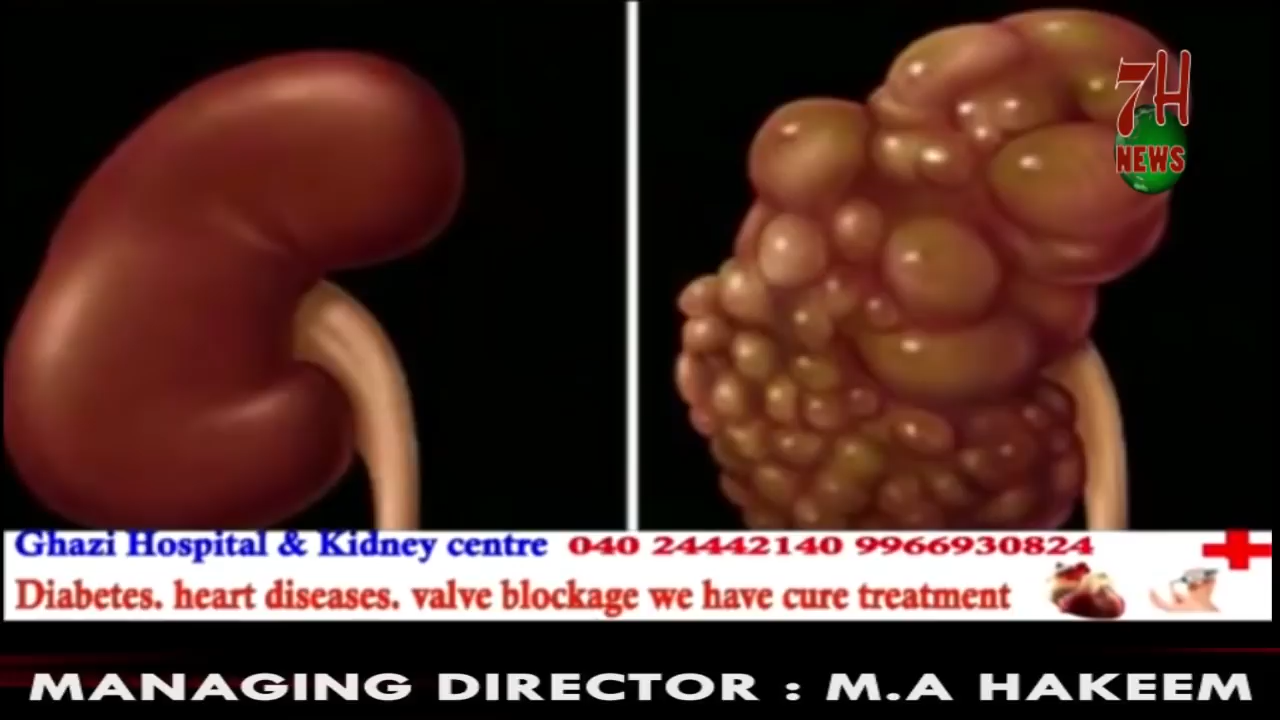 7H
NEWS
Ghazi Hospital & Kidney centre 040 24442140 9966930824
Diabetes. heart diseases. valve blockage we have cure treatment
MANAGING DIRECTOR : M.A HAKEEM